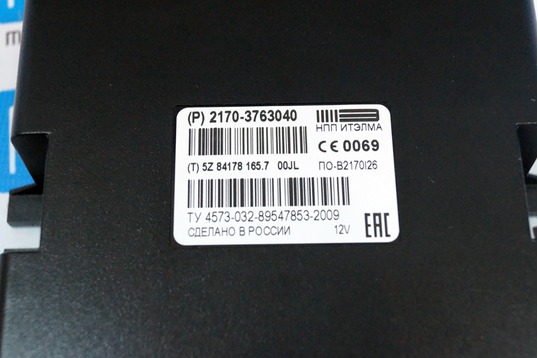 (P) 2170-3763040
НПП ИТЭЛМА
CE 0069
(T) 5Z 84178 165.7 00JL
ПО-В2170I26
ТУ 4573-032-89547853-2009
СДЕЛАНО В РОССИИ
12V
EAC